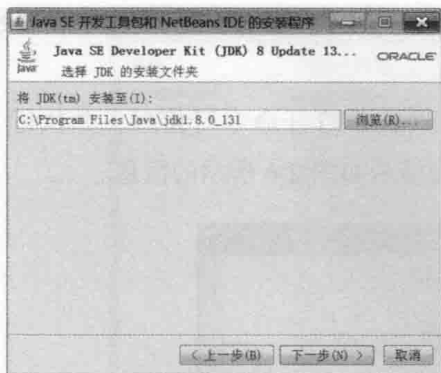 Java SE 开发工具包和 NetBeans IDE 的安装程序
Java
Java SE Developer Kit (JDK) 8 Update 13...
ORACLE
选择 JDK 的安装文件夹
将 JDK(tm) 安装至(I):
C:\Program Files\Java\jdk1.8.0_131
浏览(R)...
< 上一步(B)
下一步(N) >
取消